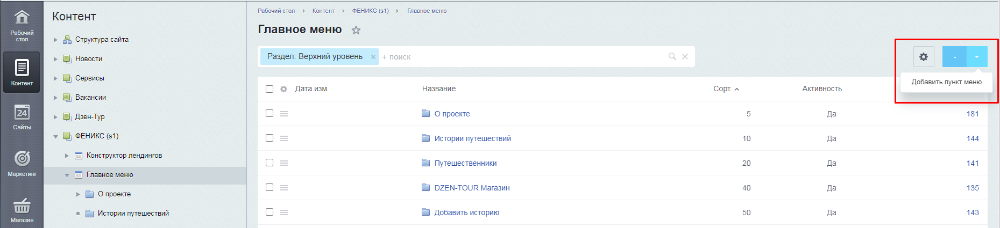 Рабочий
стол
Контент
24
Сайты
Маркетинг
Магазин
Контент
Структура сайта
Новости
Сервисы
Вакансии
Дзен-Тур
ФЕНИКС (s1)
Конструктор лендингов
Главное меню
О проекте
Истории путешествий
Рабочий стол Контент ФЕНИКС (s1) Главное меню
Главное меню
Раздел: Верхний уровень × + поиск
-
Добавить пункт меню
Дата изм. Название Сорт. Активность
О проекте 5 Да 181
Истории путешествий 10 Да 144
Путешественники 20 Да 141
DZEN-TOUR Магазин 40 Да 135
Добавить историю 50 Да 143